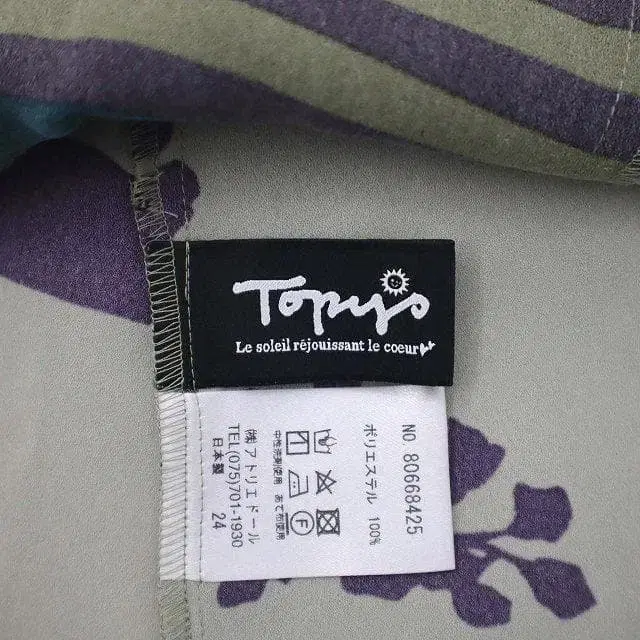 Topyjo
Le soleil réjouissant le coeur
NO. 80668425
ポリエステル 100%
中性洗剤使用 あて布使用
㈱アトリエドール
TEL(075)701-1930
日本製
24